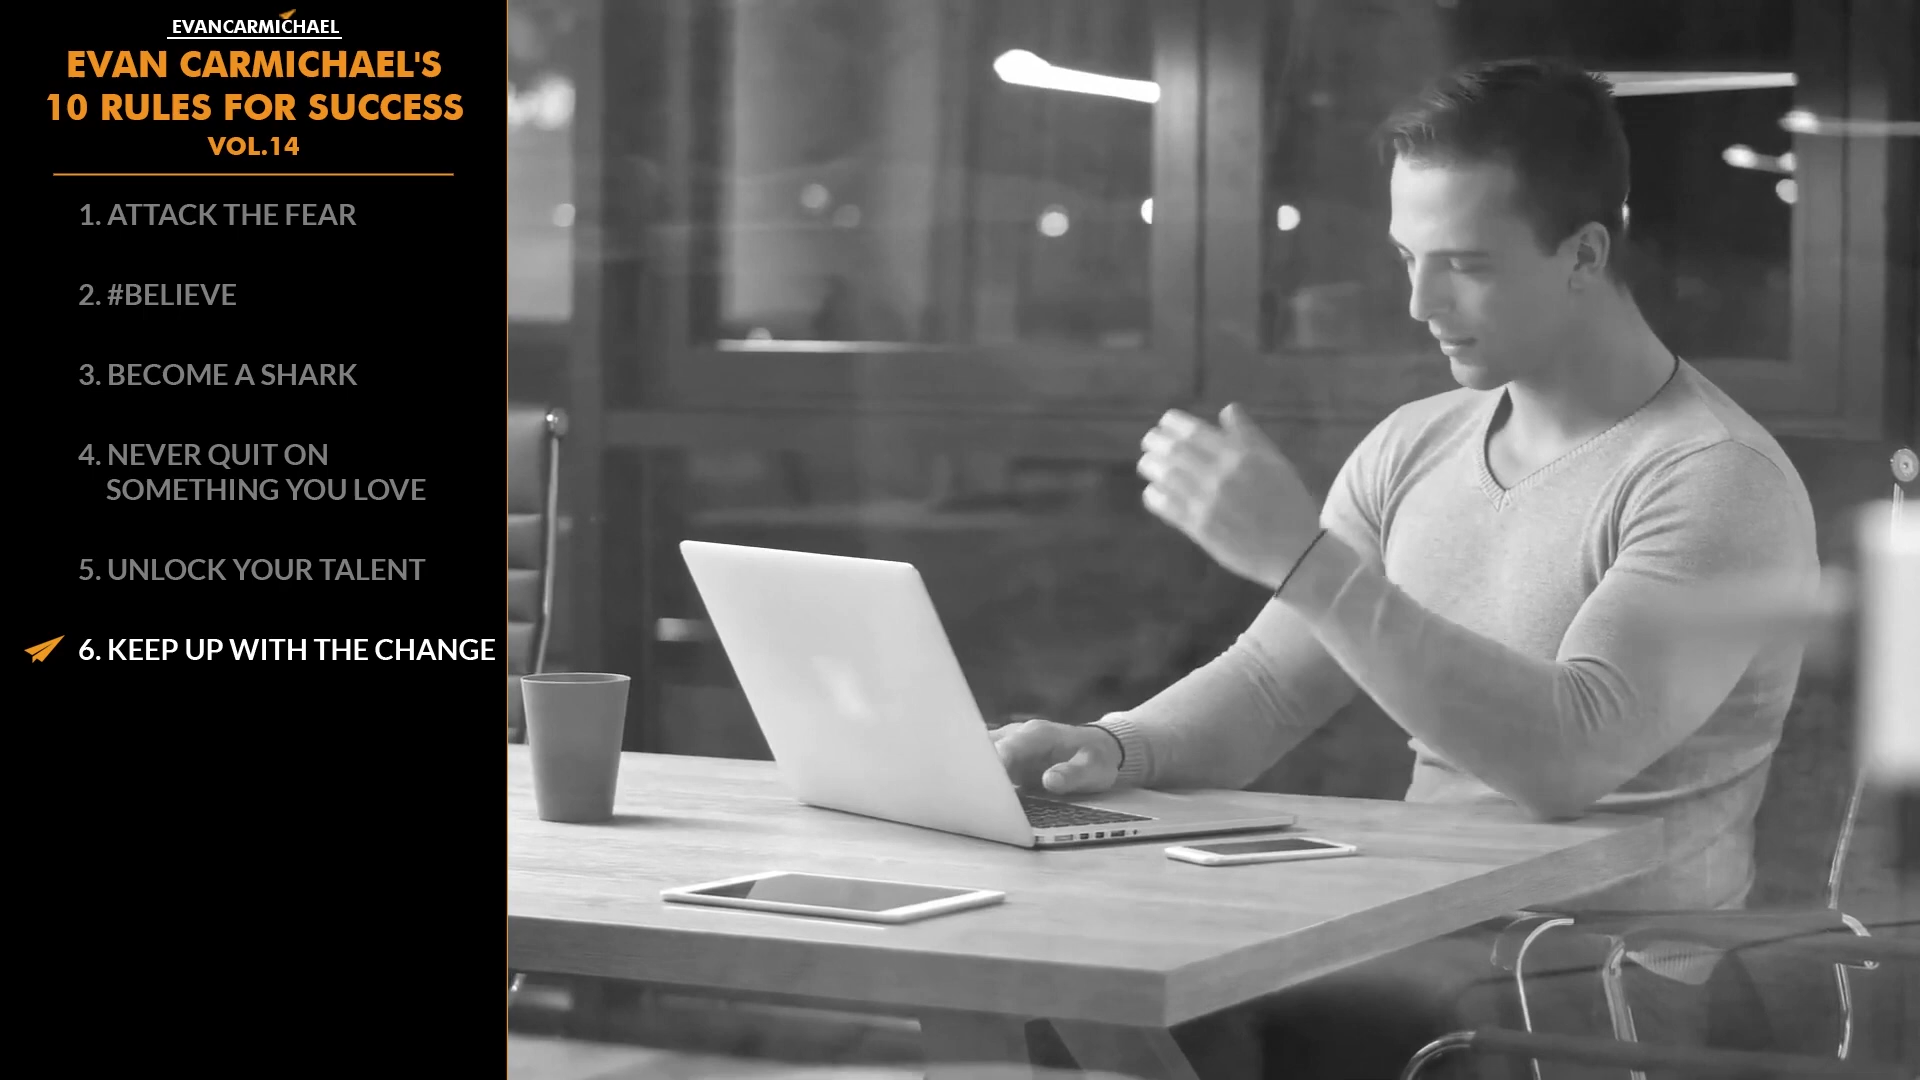 EVANCARMICHAEL
EVAN CARMICHAEL'S
10 RULES FOR SUCCESS
VOL.14
1. ATTACK THE FEAR
2. #BELIEVE
3. BECOME A SHARK
4. NEVER QUIT ON
SOMETHING YOU LOVE
5. UNLOCK YOUR TALENT
6. KEEP UP WITH THE CHANGE